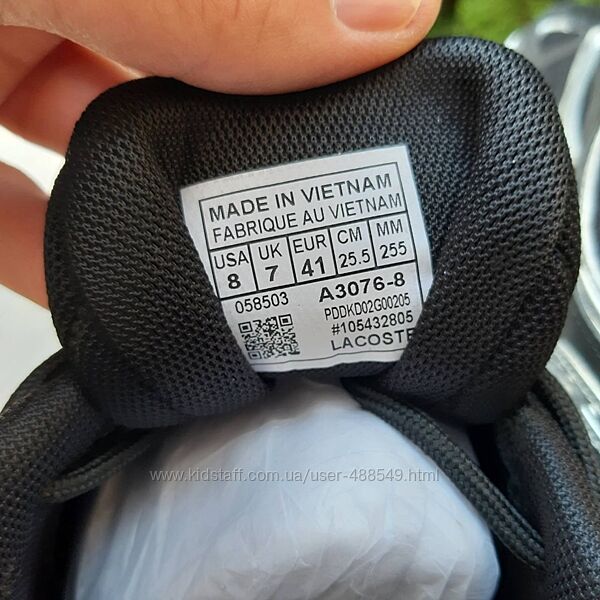 MADE IN VIETNAM
FABRIQUE AU VIETNAM
USA UK EUR CM MM
8 7 41 25.5 255
058503 A3076-8
PDDKD02G00205
#105432805
LACOSTE
www.kidstaff.com.ua/user-488549.html